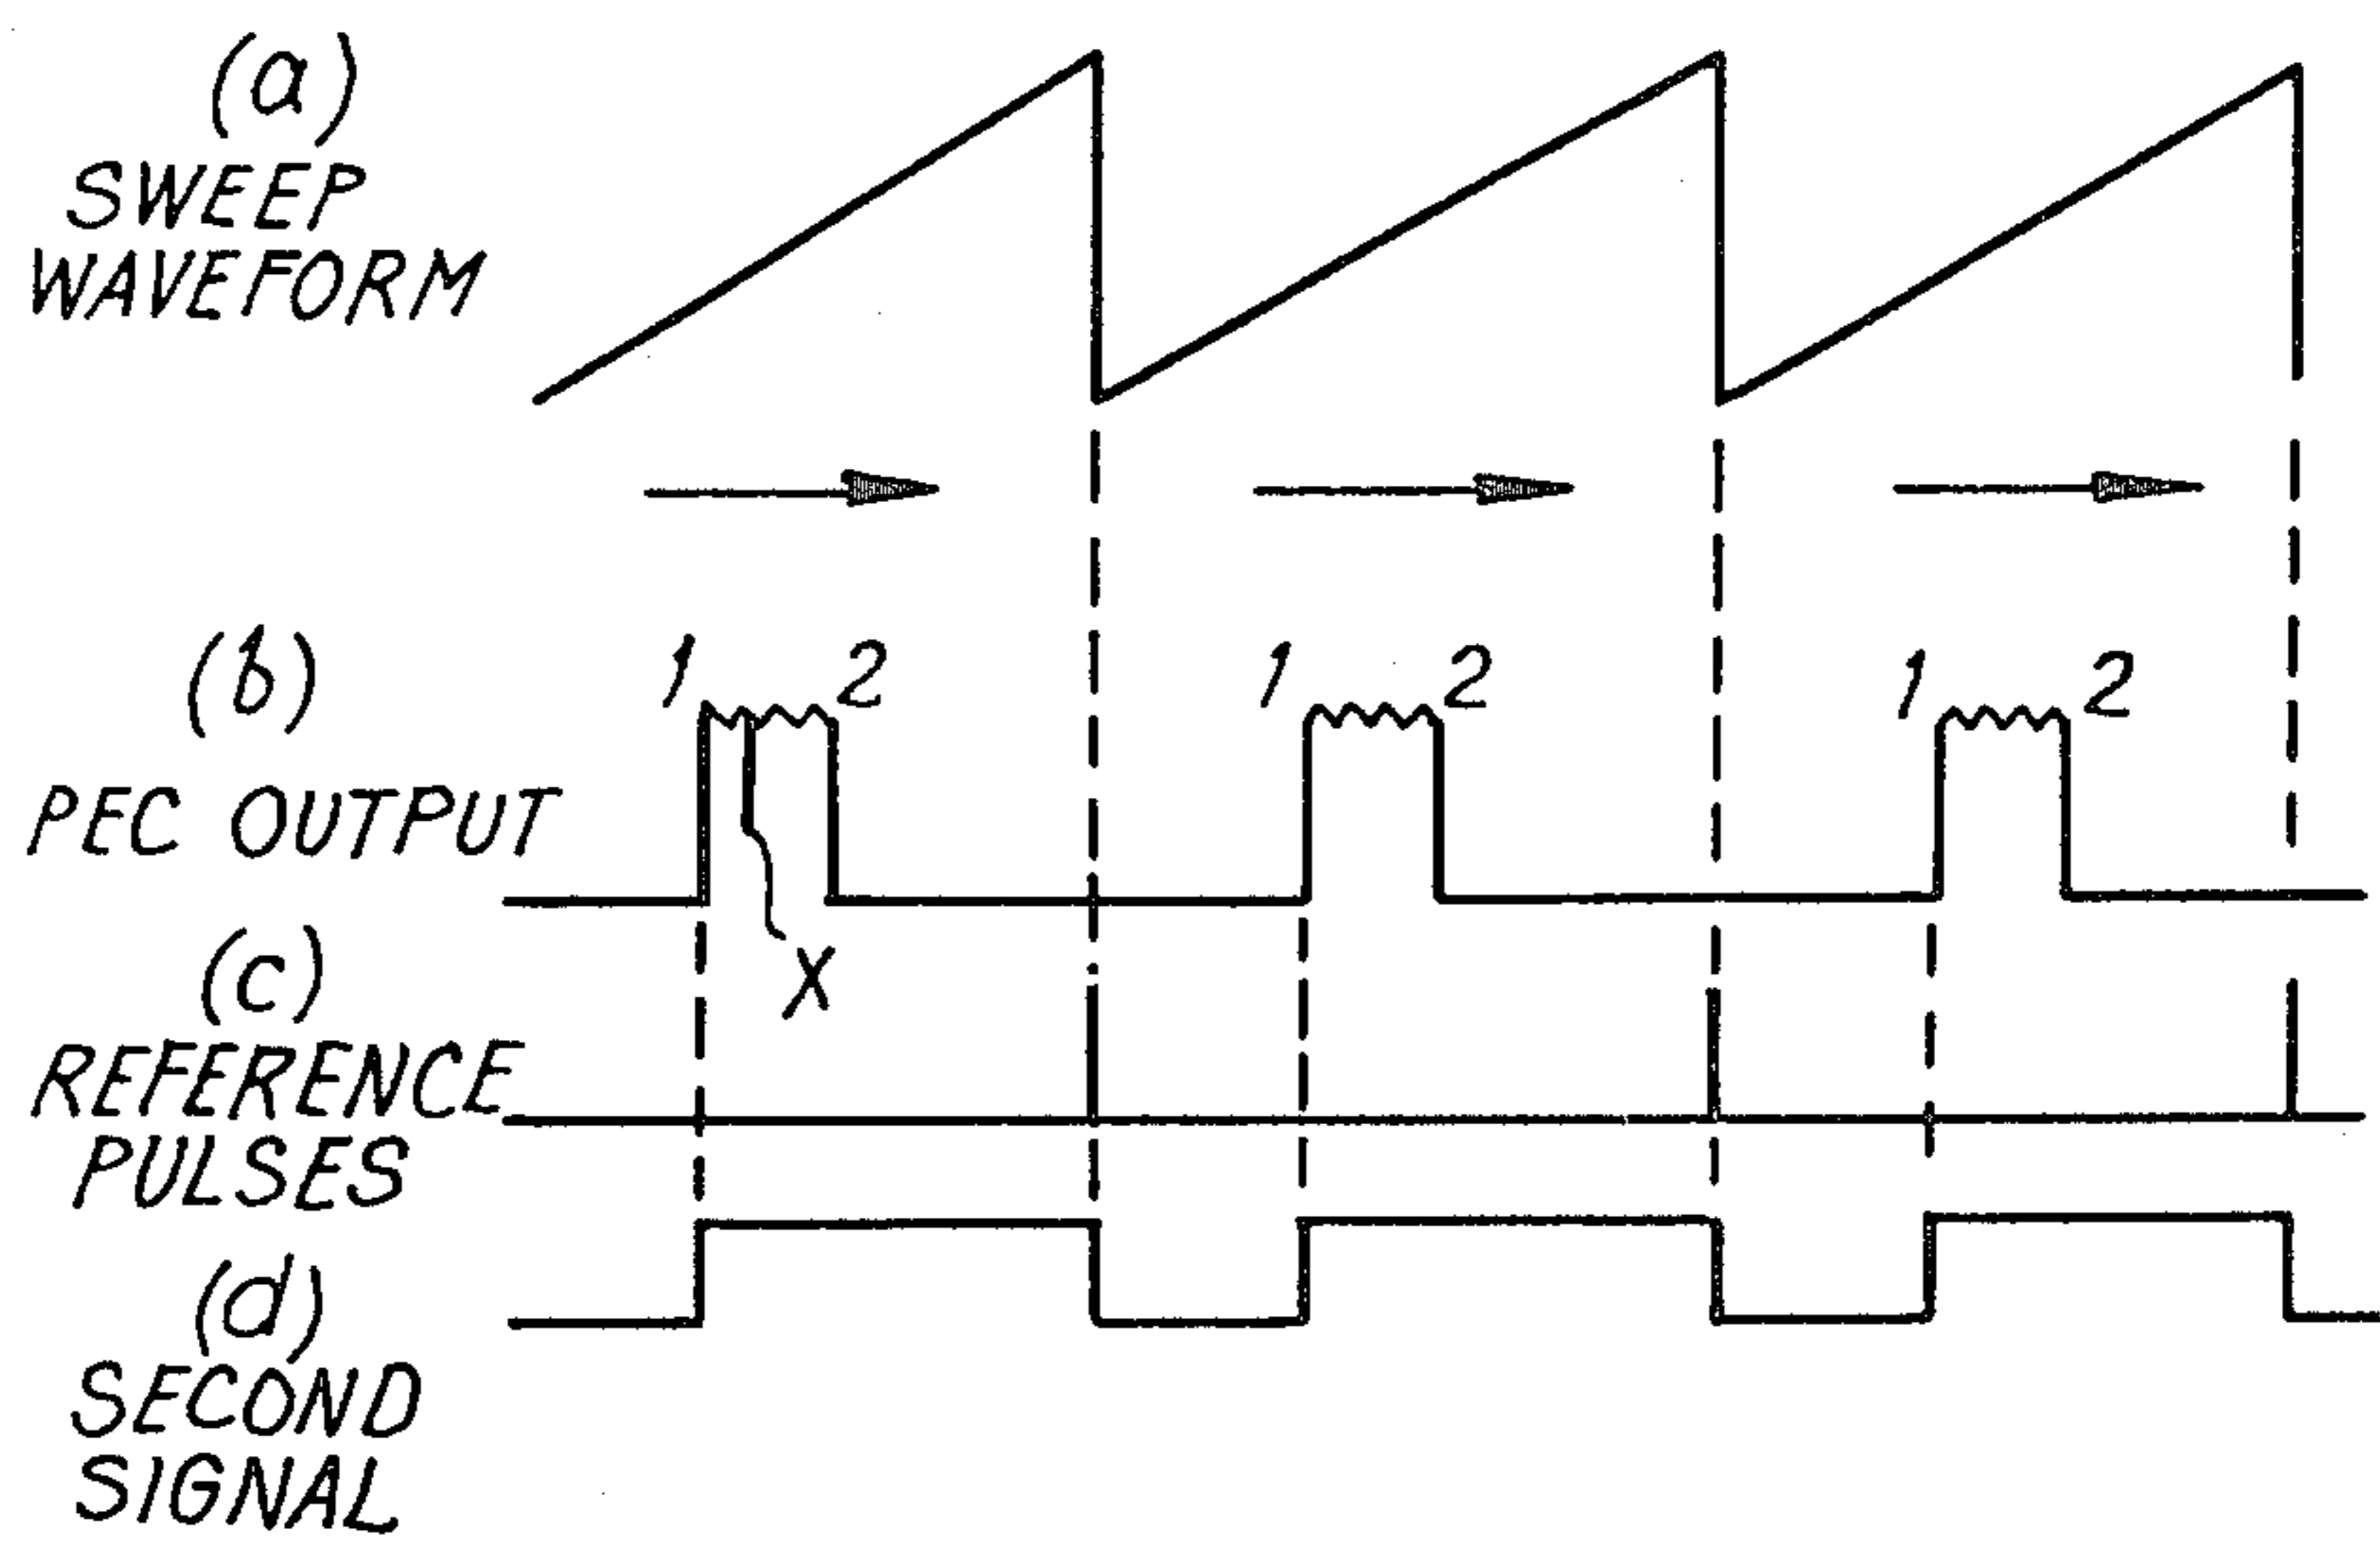 (a)
SWEEP
WAVEFORM
(b)
1 2 1 2 1 2
PEC OUTPUT
X
(c)
REFERENCE
PULSES
(d)
SECOND
SIGNAL